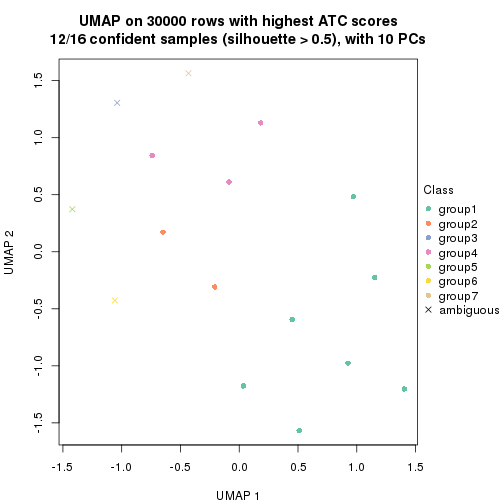 UMAP on 30000 rows with highest ATC scores
12/16 confident samples (silhouette > 0.5), with 10 PCs
1.5
1.0
0.5
0.0
-0.5
-1.0
-1.5
UMAP 2
-1.5
-1.0
-0.5
0.0
0.5
1.0
1.5
UMAP 1
Class
group1
group2
group3
group4
group5
group6
group7
ambiguous